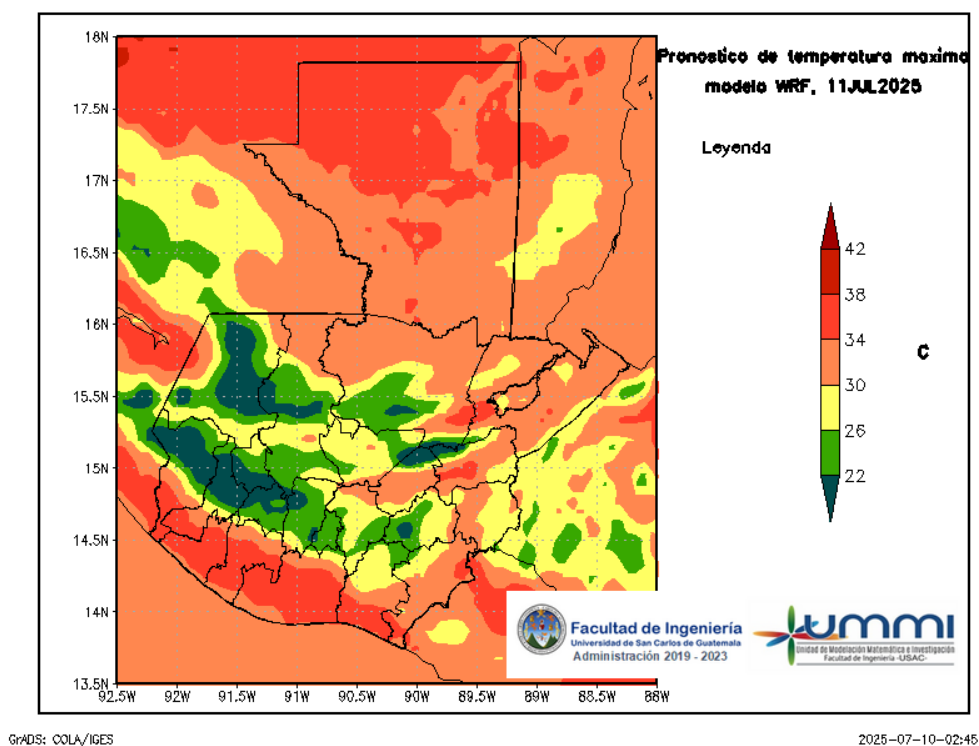 Pronostico de temperatura maxima
modelo WRF, 11JUL2025
Leyenda
42
38
34
30
26
22
C
18N
17.5N
17N
16.5N
16N
15.5N
15N
14.5N
14N
13.5N
92.5W 92W 91.5W 91W 90.5W 90W 89.5W 89W 88.5W 88W
Facultad de Ingeniería
Universidad de San Carlos de Guatemala
Administración 2019 - 2023
ummi
Unidad de Modelación Matemática e Investigación
Facultad de Ingeniería -USAC-
GrADS: COLA/IGES
2025-07-10-02:45